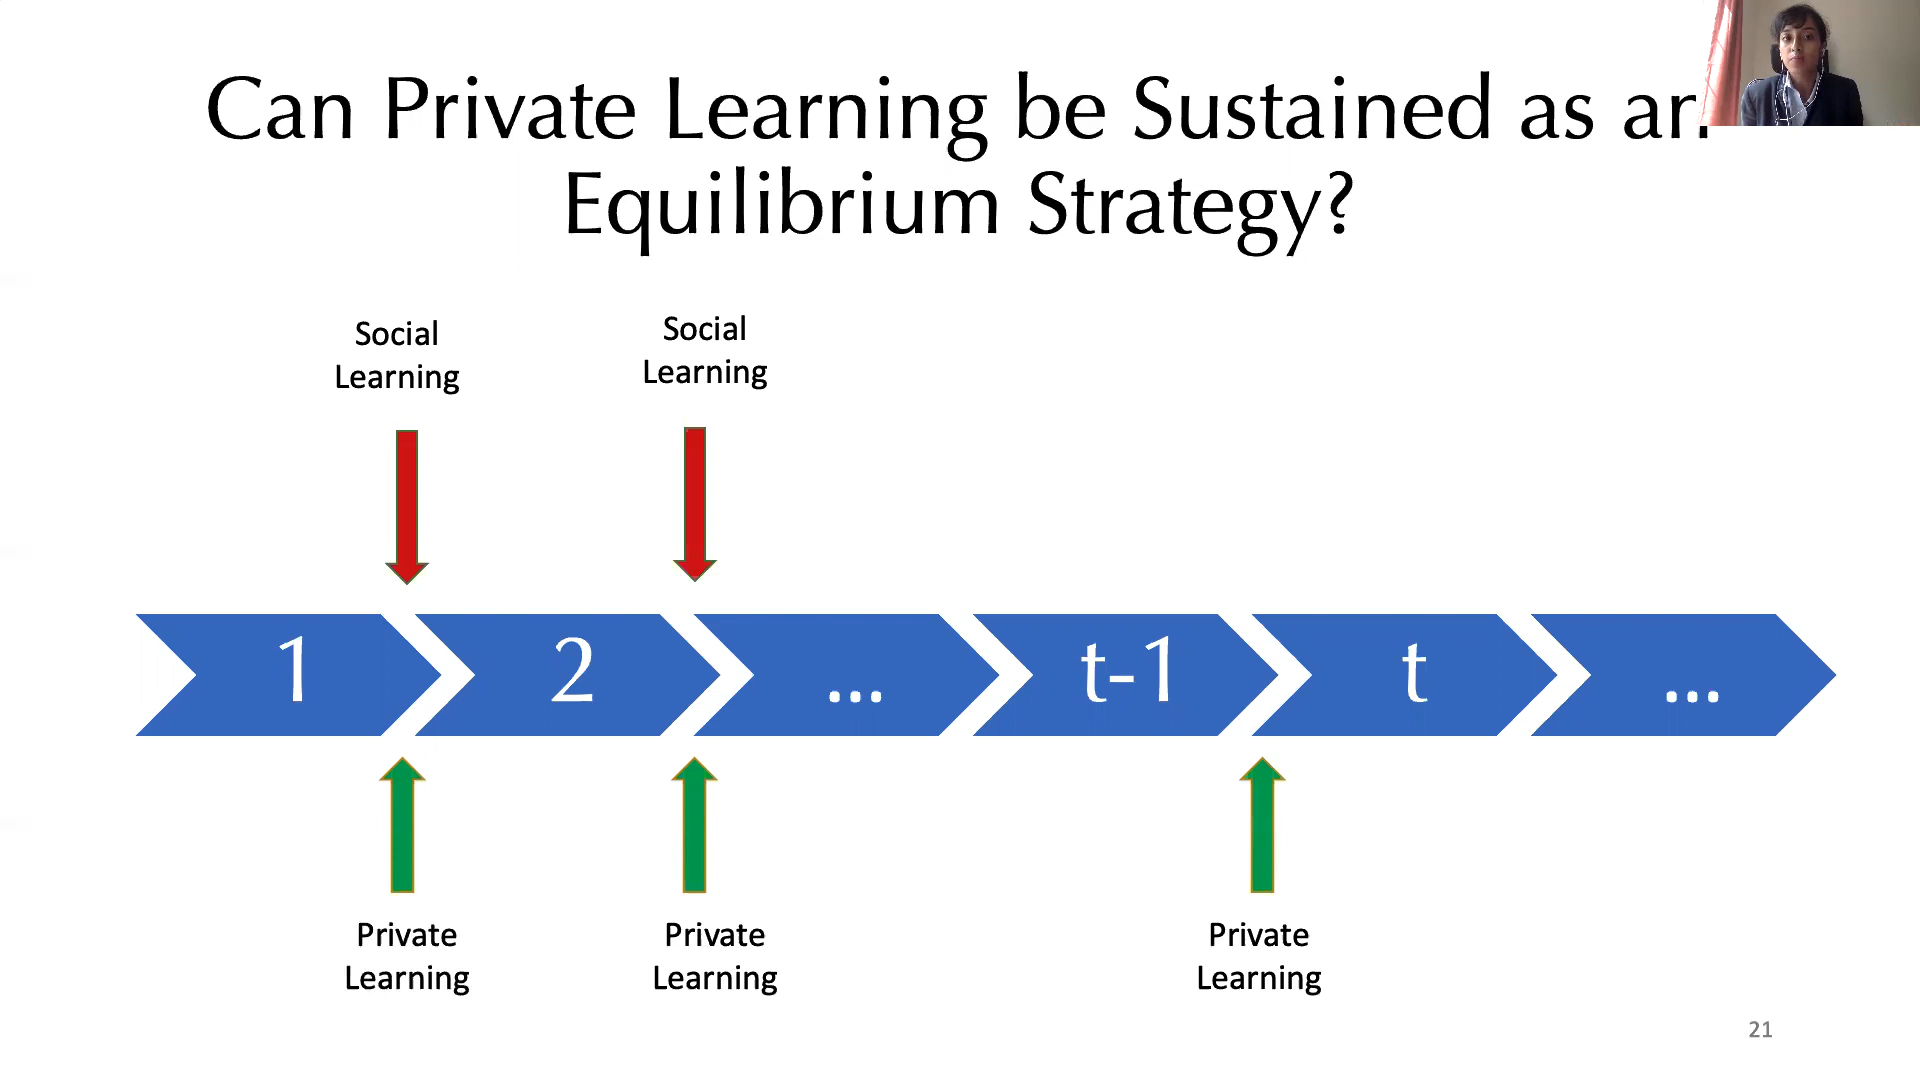 Can Private Learning be Sustained as an
Equilibrium Strategy?
Social
Learning
Social
Learning
1
2
...
t-1
t
...
Private
Learning
Private
Learning
Private
Learning
21